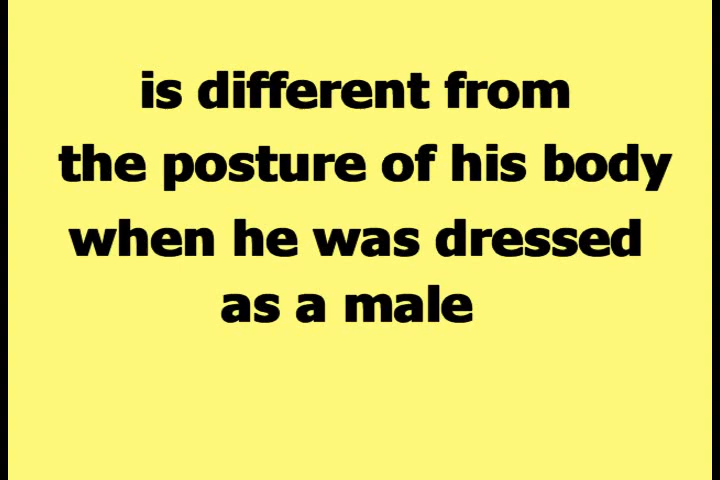 is different from
the posture of his body
when he was dressed
as a male